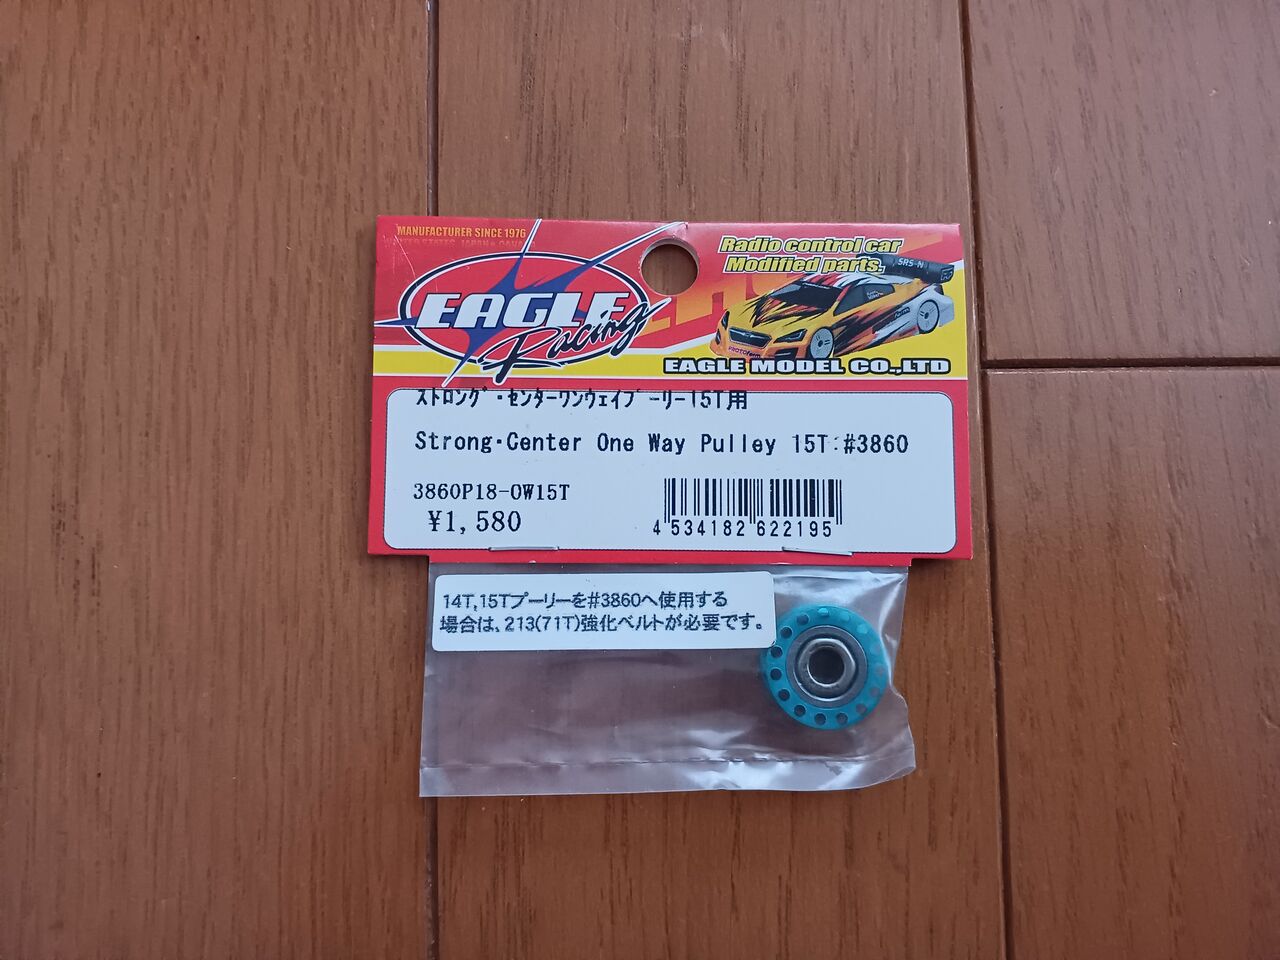 MANUFACTURER SINCE 1976
EAGLE
Racing
Radio control car
Modified parts.
SRS-N
PROTOform
EAGLE MODEL CO.,LTD
ストロング・センターワンウェイプーリー15T用
Strong・Center One Way Pulley 15T:#3860
3860P18-OW15T
¥1,580
4 534182 622195
14T,15Tプーリーを#3860へ使用する
場合は、213(71T)強化ベルトが必要です。